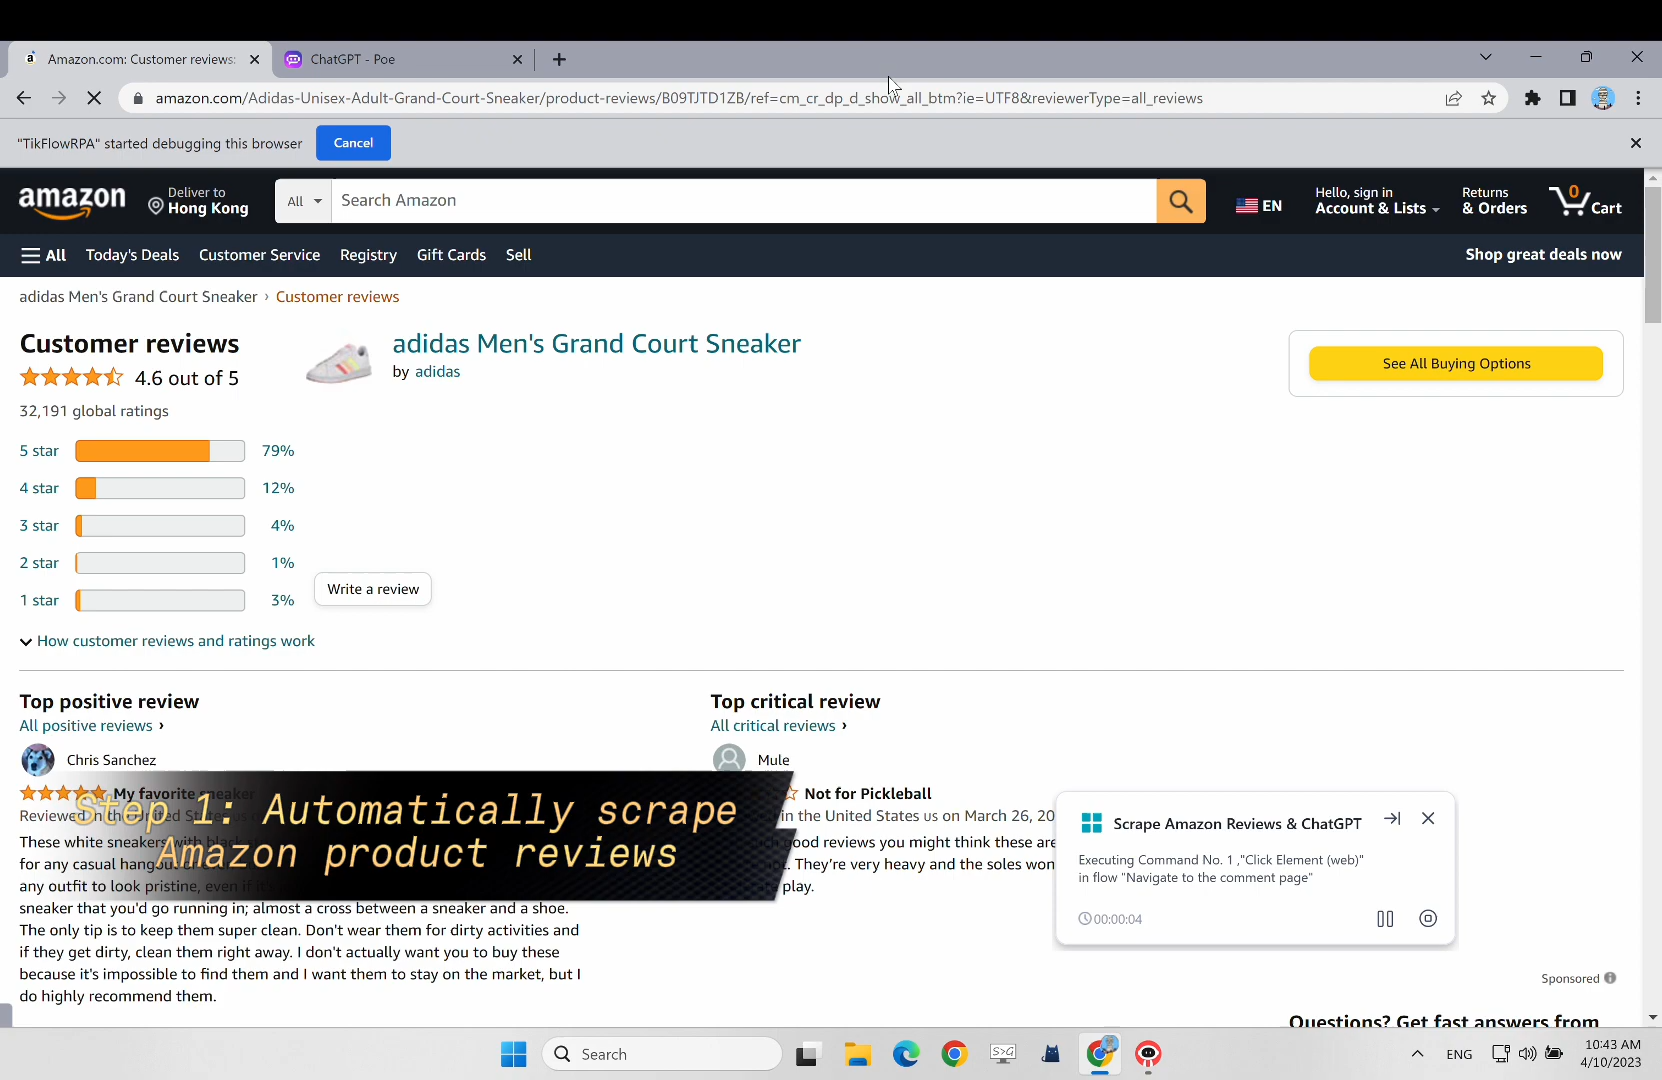 Amazon.com: Customer reviews:
ChatGPT - Poe
amazon.com/Adidas-Unisex-Adult-Grand-Court-Sneaker/product-reviews/B09TJTD1ZB/ref=cm_cr_dp_d_show_all_btm?ie=UTF8&reviewerType=all_reviews
"TikFlowRPA" started debugging this browser
Cancel
amazon
Deliver to
Hong Kong
All
Search Amazon
EN
Hello, sign in
Account & Lists
Returns
& Orders
0
Cart
All
Today's Deals
Customer Service
Registry
Gift Cards
Sell
Shop great deals now
adidas Men's Grand Court Sneaker › Customer reviews
Customer reviews
4.6 out of 5
32,191 global ratings
adidas Men's Grand Court Sneaker
by adidas
See All Buying Options
5 star 79%
4 star 12%
3 star 4%
2 star 1%
1 star 3%
Write a review
How customer reviews and ratings work
Top positive review
All positive reviews ›
Chris Sanchez
My favorite sneaker
Reviewed in the United States
These white sneakers with
for any casual hangout
any outfit to look pristine, even if
sneaker that you'd go running in; almost a cross between a sneaker and a shoe.
The only tip is to keep them super clean. Don't wear them for dirty activities and
if they get dirty, clean them right away. I don't actually want you to buy these
because it's impossible to find them and I want them to stay on the market, but I
do highly recommend them.
Top critical review
All critical reviews ›
Mule
Not for Pickleball
in the United States us on March 26, 20
good reviews you might think these are
. They're very heavy and the soles won
play.
Step 1: Automatically scrape
Amazon product reviews
Scrape Amazon Reviews & ChatGPT
Executing Command No. 1 ,"Click Element (web)"
in flow "Navigate to the comment page"
00:00:04
Sponsored
Questions? Get fast answers from
Search
S>G
ENG
10:43 AM
4/10/2023